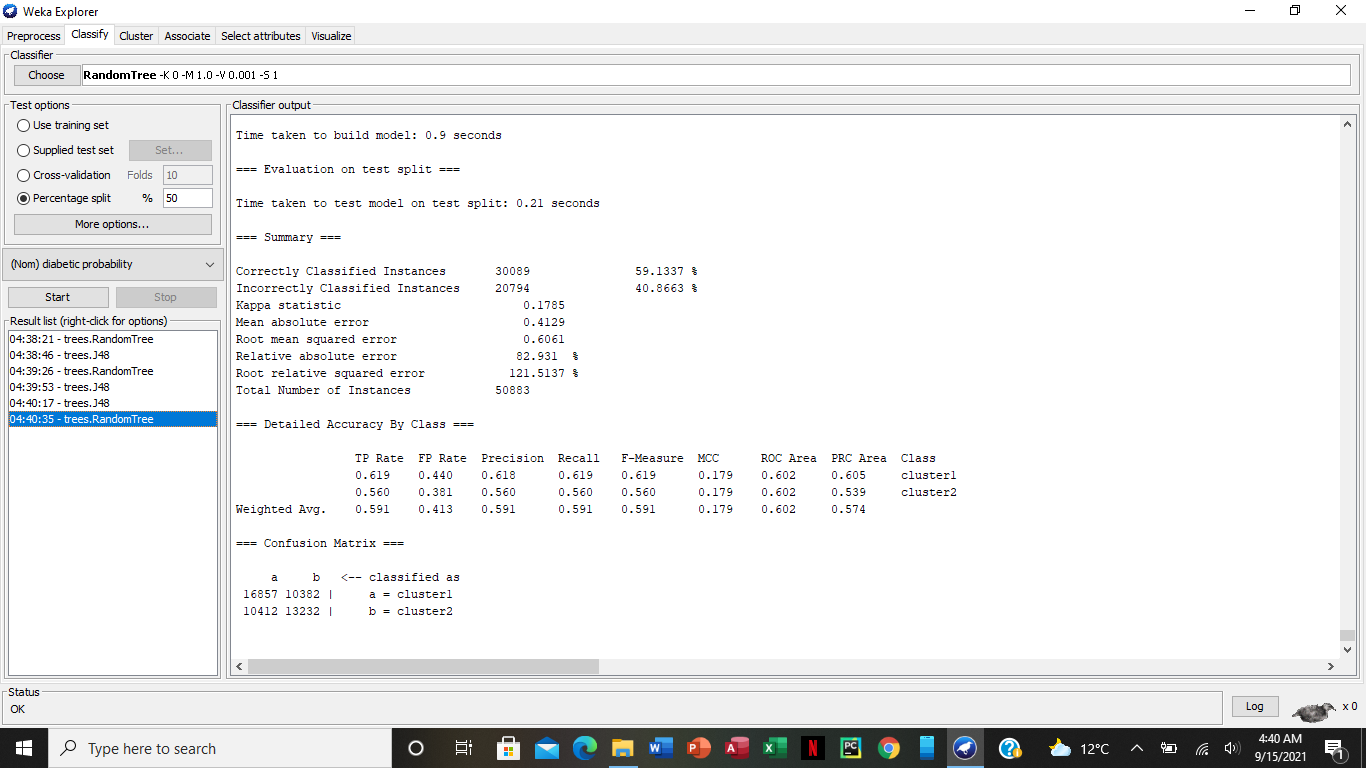 Weka Explorer
Preprocess Classify Cluster Associate Select attributes Visualize
Classifier
Choose RandomTree -K 0 -M 1.0 -V 0.001 -S 1
Test options
Use training set
Supplied test set Set...
Cross-validation Folds 10
Percentage split % 50
More options...
(Nom) diabetic probability
Start Stop
Result list (right-click for options)
04:38:21 - trees.RandomTree
04:38:46 - trees.J48
04:39:26 - trees.RandomTree
04:39:53 - trees.J48
04:40:17 - trees.J48
04:40:35 - trees.RandomTree
Classifier output
Time taken to build model: 0.9 seconds
=== Evaluation on test split ===
Time taken to test model on test split: 0.21 seconds
=== Summary ===
Correctly Classified Instances 30089 59.1337 %
Incorrectly Classified Instances 20794 40.8663 %
Kappa statistic 0.1785
Mean absolute error 0.4129
Root mean squared error 0.6061
Relative absolute error 82.931 %
Root relative squared error 121.5137 %
Total Number of Instances 50883
=== Detailed Accuracy By Class ===
TP Rate FP Rate Precision Recall F-Measure MCC ROC Area PRC Area Class
0.619 0.440 0.618 0.619 0.619 0.179 0.602 0.605 cluster1
0.560 0.381 0.560 0.560 0.560 0.179 0.602 0.539 cluster2
Weighted Avg. 0.591 0.413 0.591 0.591 0.591 0.179 0.602 0.574
=== Confusion Matrix ===
a b <-- classified as
16857 10382 | a = cluster1
10412 13232 | b = cluster2
Status
OK
Log x 0
Type here to search
12°C
4:40 AM
9/15/2021
1